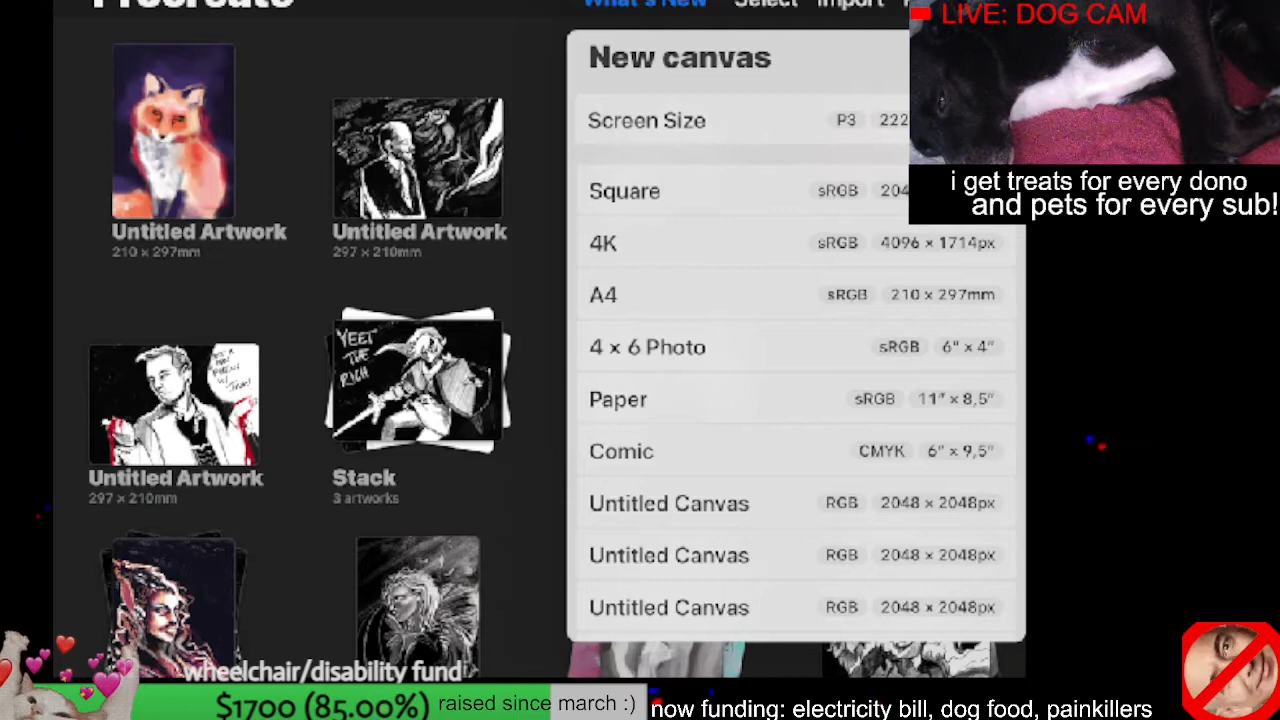 Procreate
What's New Select Import
LIVE: DOG CAM
i get treats for every dono
and pets for every sub!
New canvas
Screen Size P3 222
Square sRGB 204
4K sRGB 4096 × 1714px
A4 sRGB 210 × 297mm
4 × 6 Photo sRGB 6" × 4"
Paper sRGB 11" × 8,5"
Comic CMYK 6" × 9,5"
Untitled Canvas RGB 2048 × 2048px
Untitled Canvas RGB 2048 × 2048px
Untitled Canvas RGB 2048 × 2048px
Untitled Artwork
210 × 297mm
Untitled Artwork
297 × 210mm
YEET
THE
RICH
Untitled Artwork
297 × 210mm
Stack
3 artworks
wheelchair/disability fund
$1700 (85.00%) raised since march :)
now funding: electricity bill, dog food, painkillers